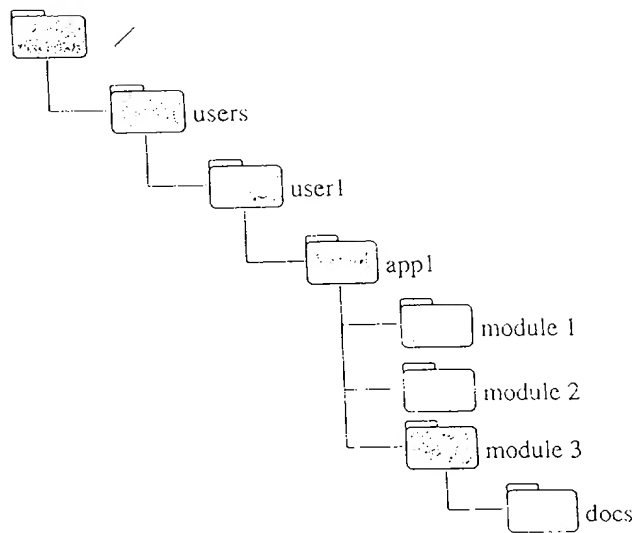 /
users
user1
app1
module 1
module 2
module 3
docs